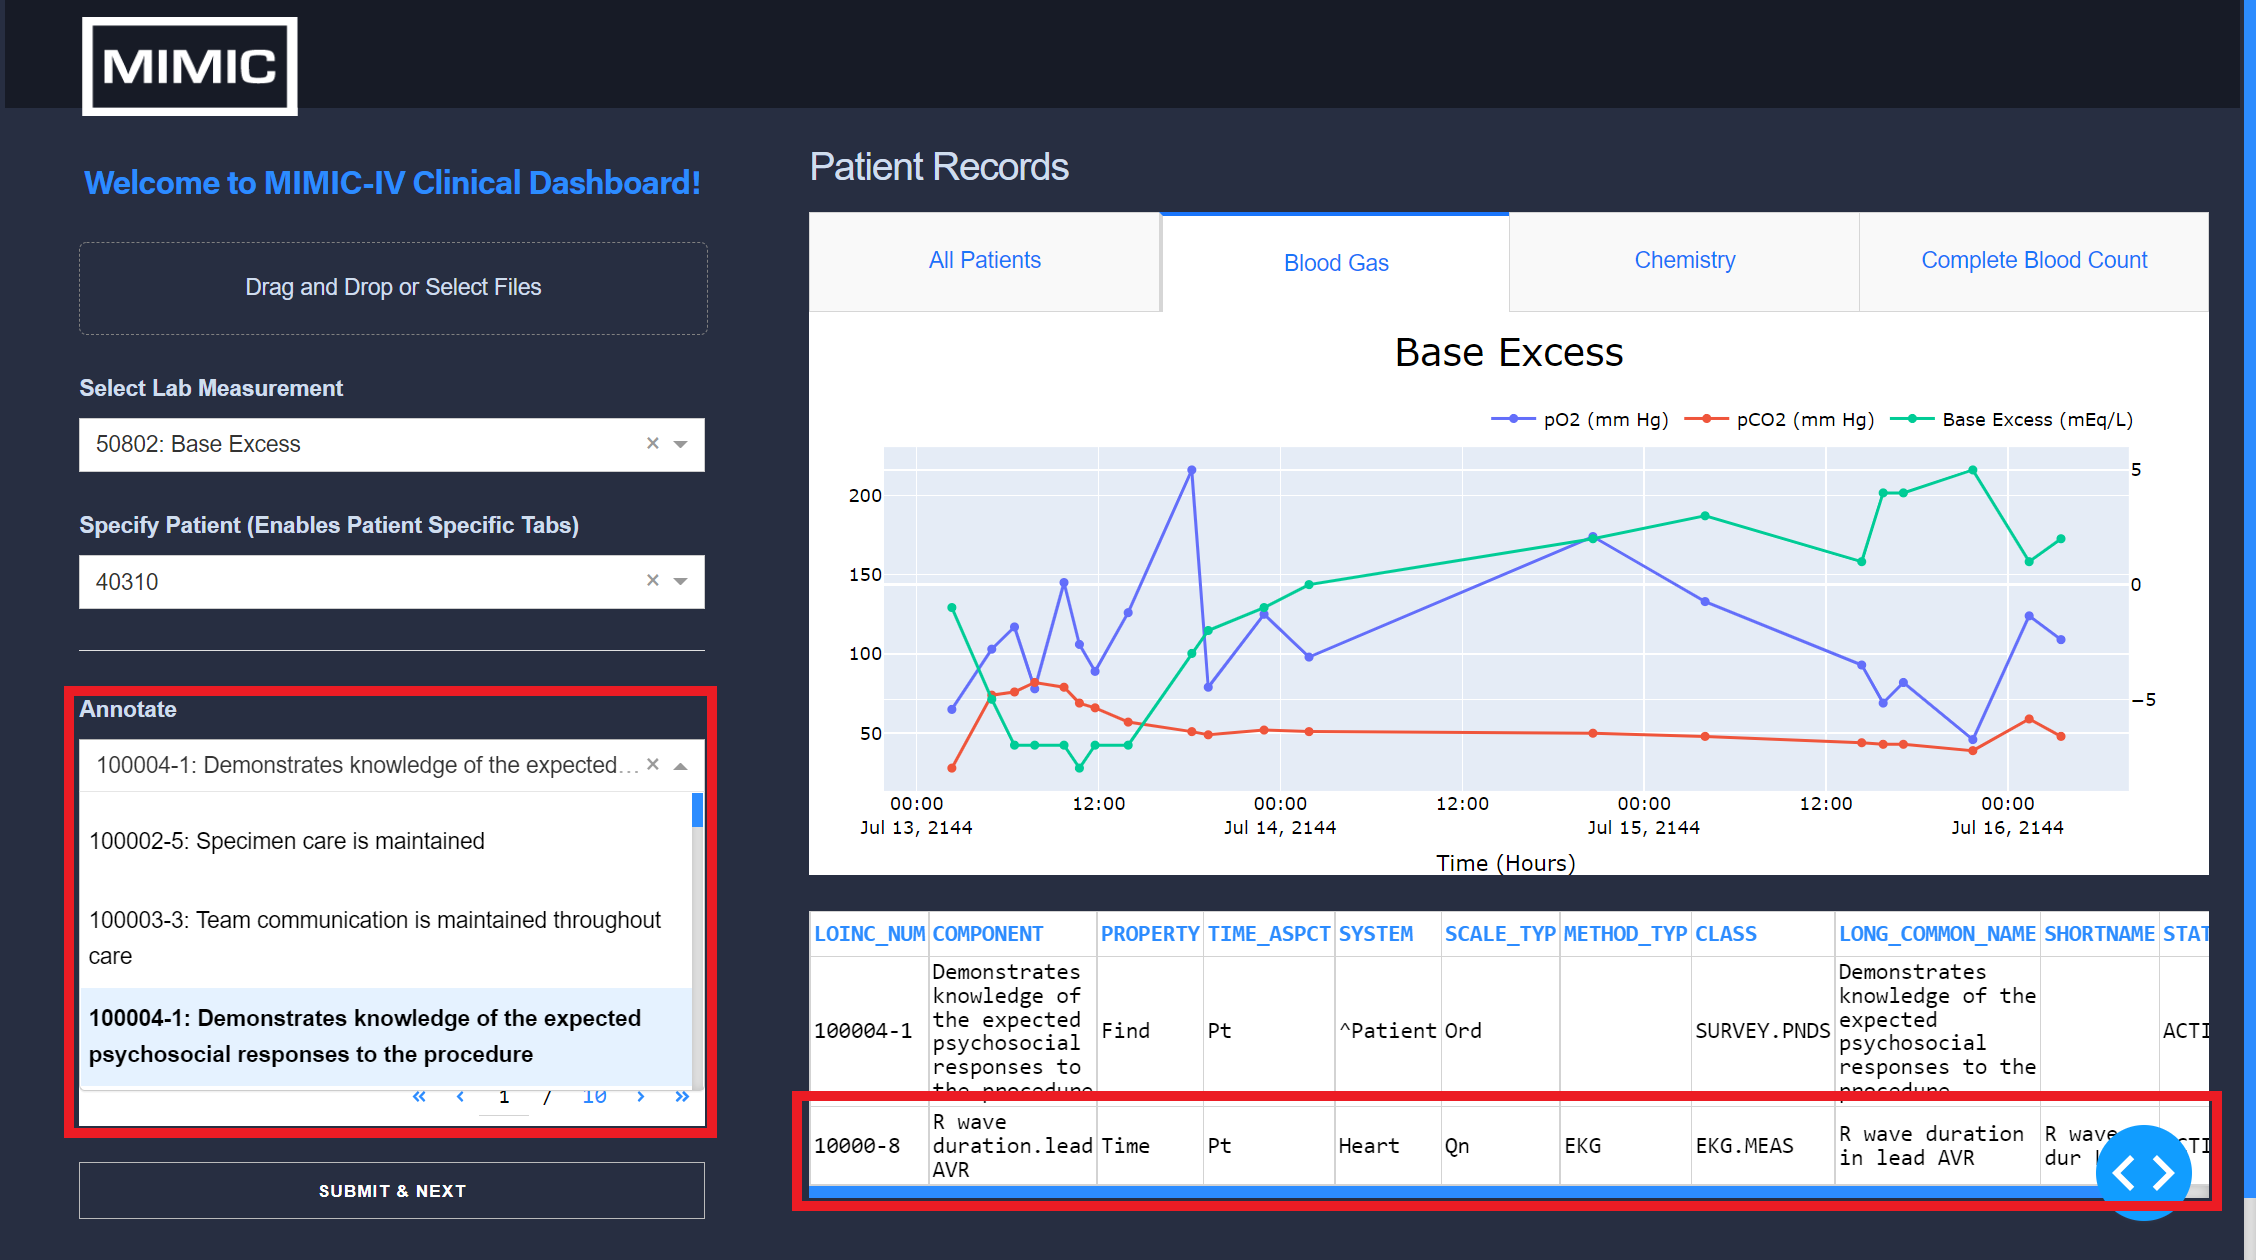 MIMIC
Welcome to MIMIC-IV Clinical Dashboard!
Drag and Drop or Select Files
Select Lab Measurement
50802: Base Excess
×
Specify Patient (Enables Patient Specific Tabs)
40310
×
Annotate
100004-1: Demonstrates knowledge of the expected…
×
100002-5: Specimen care is maintained
100003-3: Team communication is maintained throughout
care
100004-1: Demonstrates knowledge of the expected
psychosocial responses to the procedure
« ‹ 1 / 10 › »
SUBMIT & NEXT
Patient Records
All Patients
Blood Gas
Chemistry
Complete Blood Count
Base Excess
pO2 (mm Hg)
pCO2 (mm Hg)
Base Excess (mEq/L)
200
150
100
50
5
0
−5
00:00
Jul 13, 2144
12:00
00:00
Jul 14, 2144
12:00
00:00
Jul 15, 2144
12:00
00:00
Jul 16, 2144
Time (Hours)
LOINC_NUM COMPONENT PROPERTY TIME_ASPCT SYSTEM SCALE_TYP METHOD_TYP CLASS LONG_COMMON_NAME SHORTNAME STAT
100004-1
Demonstrates
knowledge of
the expected
psychosocial
responses to
the procedure
Find
Pt
^Patient
Ord
SURVEY.PNDS
Demonstrates
knowledge of the
expected
psychosocial
responses to the
procedure
ACTI
10000-8
R wave
duration.lead
AVR
Time
Pt
Heart
Qn
EKG
EKG.MEAS
R wave duration
in lead AVR
R wave
dur
CTI